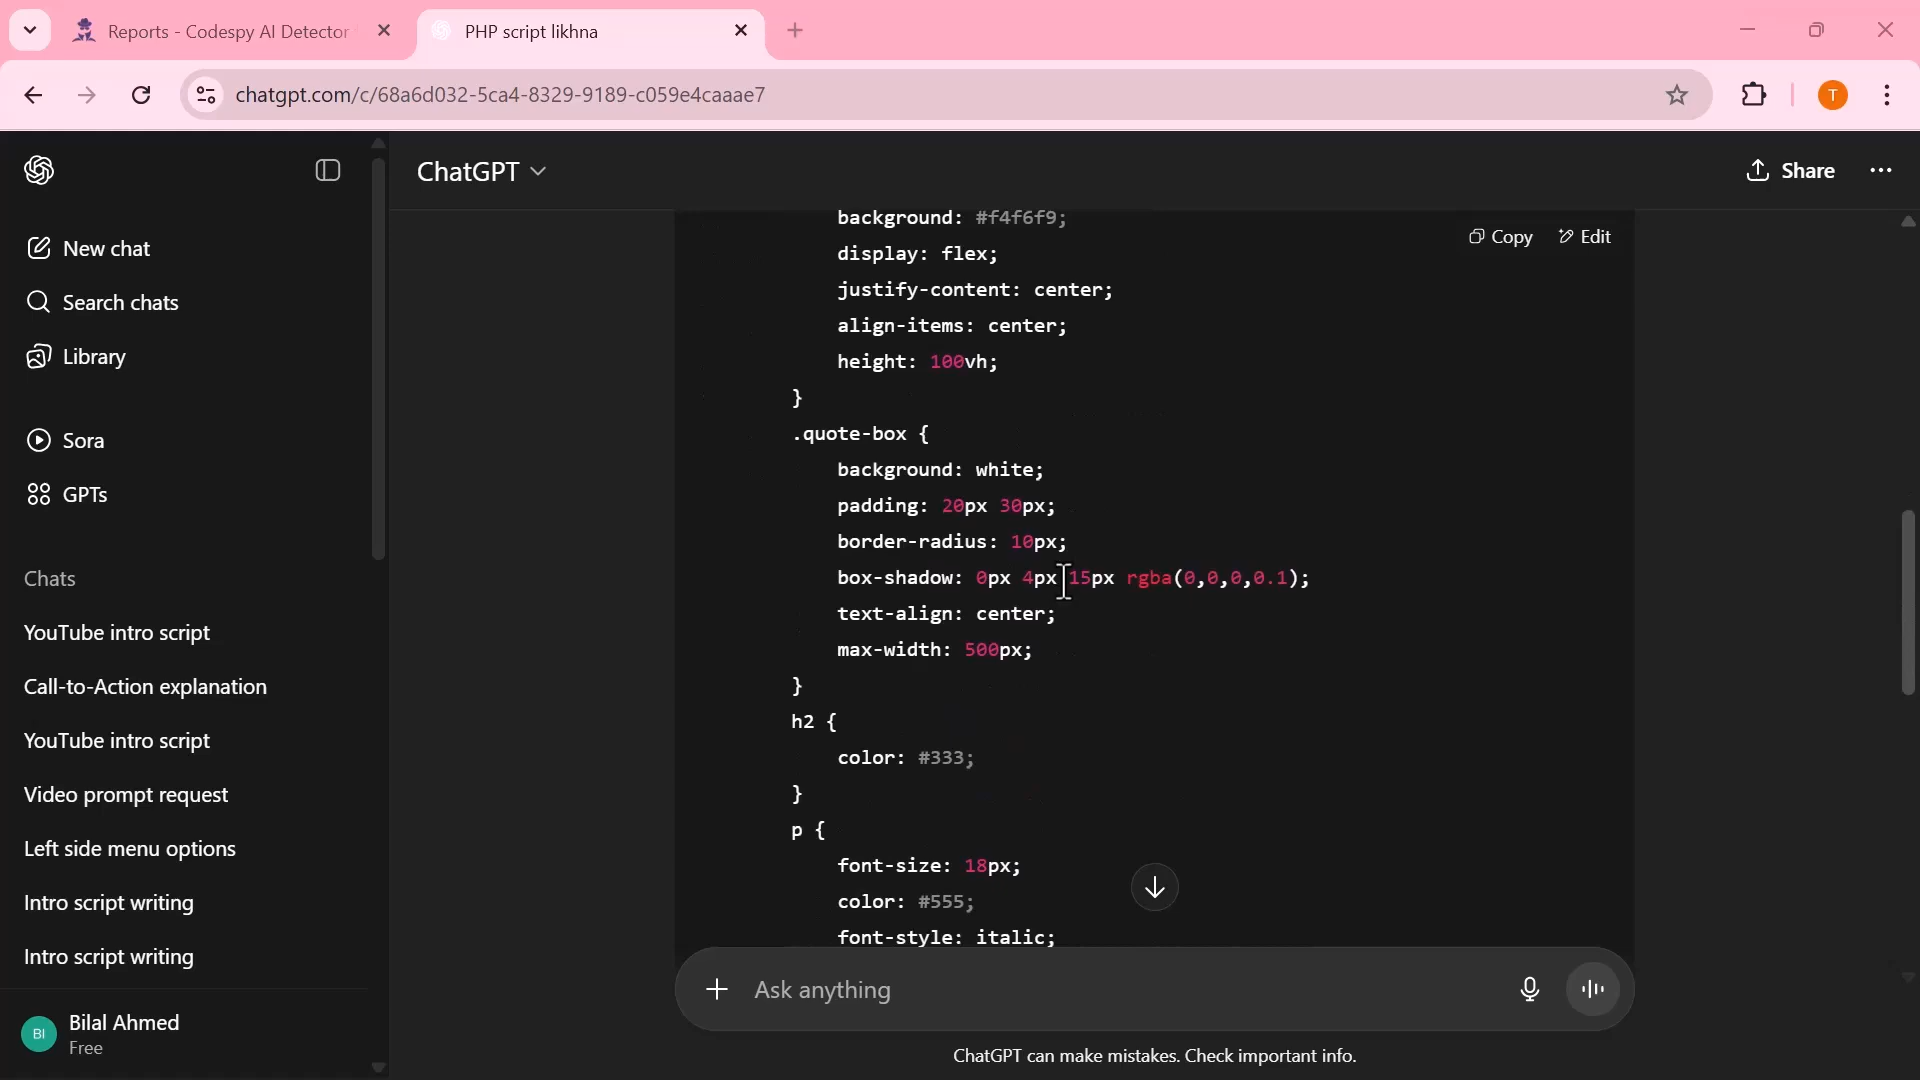 Reports - Codespy AI Detector
PHP script likhna
chatgpt.com/c/68a6d032-5ca4-8329-9189-c059e4caaae7
T
ChatGPT
Share
New chat
Search chats
Library
Sora
GPTs
Chats
YouTube intro script
Call-to-Action explanation
YouTube intro script
Video prompt request
Left side menu options
Intro script writing
Intro script writing
BI
Bilal Ahmed
Free
Copy
Edit
background: #f4f6f9;
display: flex;
justify-content: center;
align-items: center;
height: 100vh;
}
.quote-box {
background: white;
padding: 20px 30px;
border-radius: 10px;
box-shadow: 0px 4px 15px rgba(0,0,0,0.1);
text-align: center;
max-width: 500px;
}
h2 {
color: #333;
}
p {
font-size: 18px;
color: #555;
font-style: italic;
Ask anything
ChatGPT can make mistakes. Check important info.